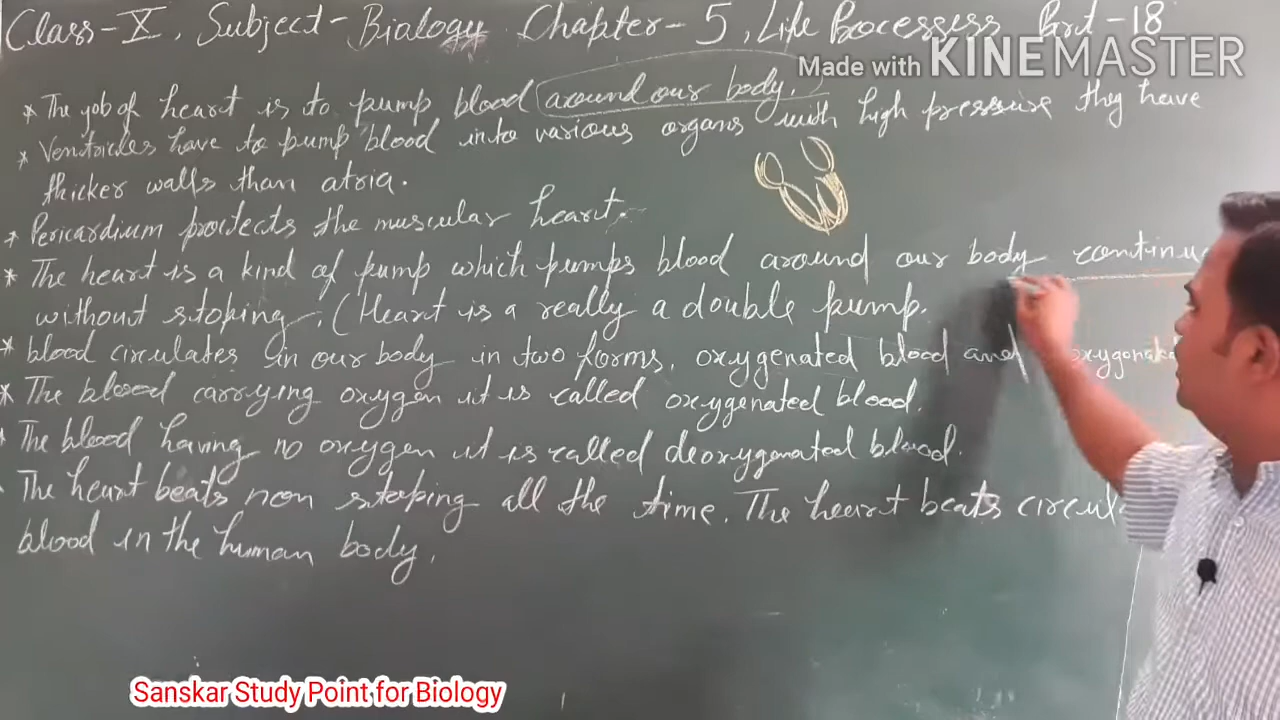 Class-X, Subject-Biology Chapter-5, Life Processess Part-18
Made with KINEMASTER
* The job of heart is to pump blood around our body.
* Ventricles have to pump blood into various organs with high pressure they have
thicker walls than atria.
* Pericardium protects the muscular heart.
* The heart is a kind of pump which pumps blood around our body continu
without stoping. (Heart is a really a double pump.
* blood circulates in our body in two forms, oxygenated blood and oxygenated
* The blood carrying oxygen it is called oxygenated blood.
* The blood having no oxygen it is called deoxygenated blood.
The heart beats non stoping all the time. The heart beats circul
blood in the human body.
Sanskar Study Point for Biology